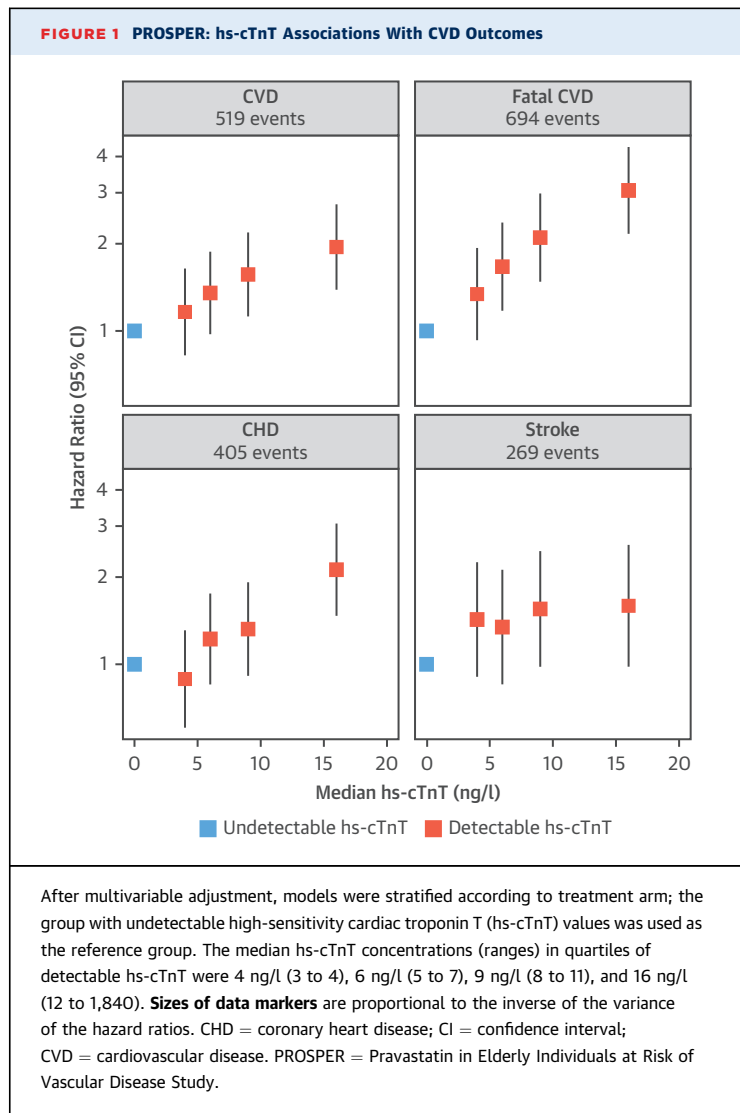 FIGURE 1 PROSPER: hs-cTnT Associations With CVD Outcomes
CVD
519 events
Fatal CVD
694 events
4
3
2
1
CHD
405 events
Stroke
269 events
4
3
2
1
Hazard Ratio (95% CI)
0 5 10 15 20 0 5 10 15 20
Median hs-cTnT (ng/l)
Undetectable hs-cTnT Detectable hs-cTnT
After multivariable adjustment, models were stratified according to treatment arm; the
group with undetectable high-sensitivity cardiac troponin T (hs-cTnT) values was used as
the reference group. The median hs-cTnT concentrations (ranges) in quartiles of
detectable hs-cTnT were 4 ng/l (3 to 4), 6 ng/l (5 to 7), 9 ng/l (8 to 11), and 16 ng/l
(12 to 1,840). Sizes of data markers are proportional to the inverse of the variance
of the hazard ratios. CHD = coronary heart disease; CI = confidence interval;
CVD = cardiovascular disease. PROSPER = Pravastatin in Elderly Individuals at Risk of
Vascular Disease Study.